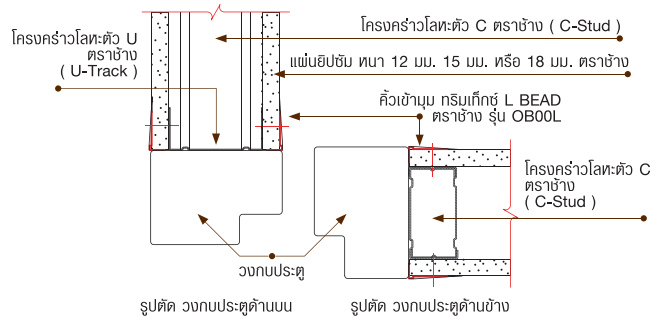 โครงคร่าวโลหะตัว U
ตราช้าง
( U-Track )
โครงคร่าวโลหะตัว C ตราช้าง ( C-Stud )
แผ่นยิปซัม หนา 12 มม. 15 มม. หรือ 18 มม. ตราช้าง
คิ้วเข้ามุม ทริมเท็กซ์ L BEAD
ตราช้าง รุ่น OB00L
โครงคร่าวโลหะตัว C
ตราช้าง
( C-Stud )
วงกบประตู
รูปตัด วงกบประตูด้านบน
รูปตัด วงกบประตูด้านข้าง